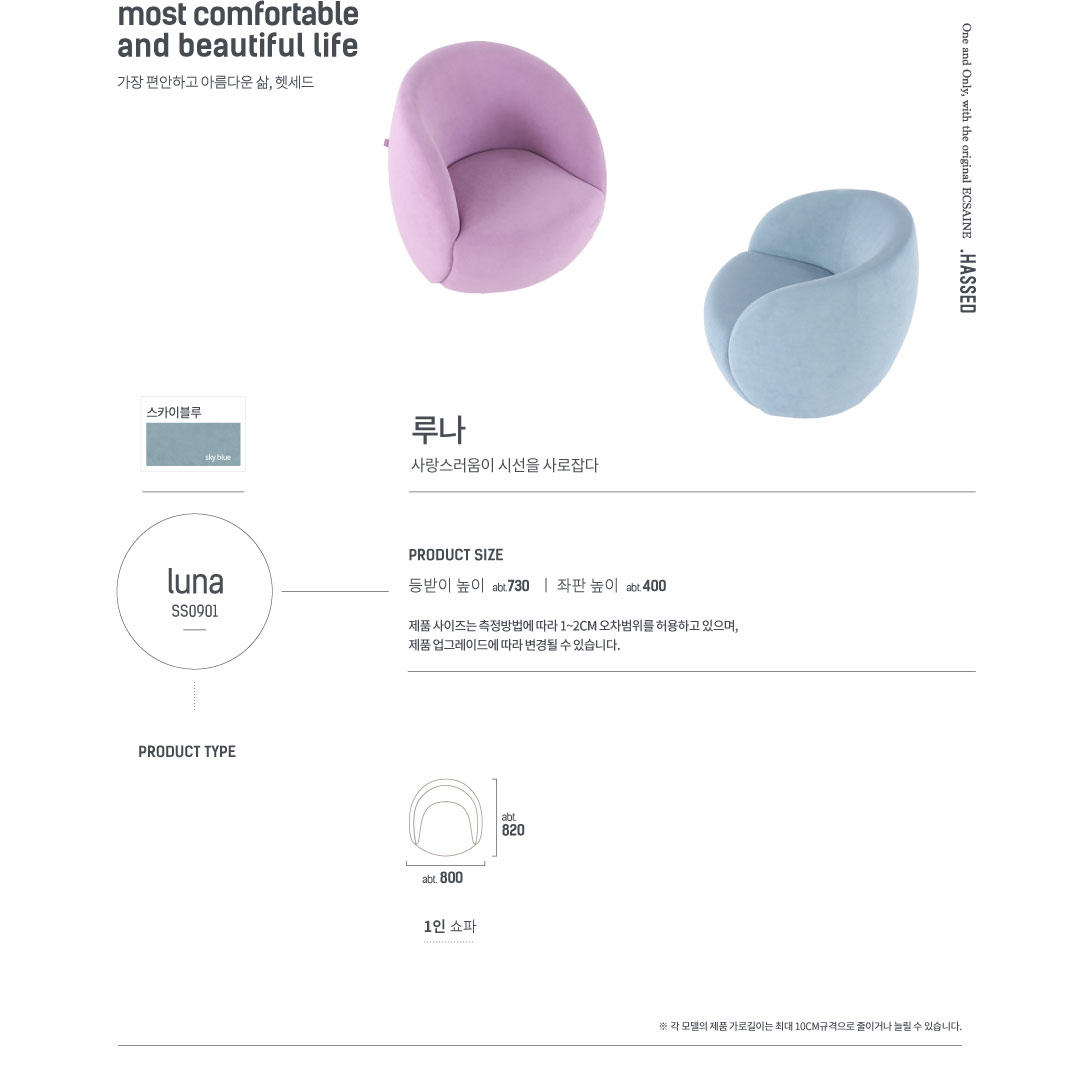 most comfortable
and beautiful life
가장 편안하고 아름다운 삶, 헷세드
One and Only, with the original ECSAINE .HASSED
스카이블루
sky blue
루나
사랑스러움이 시선을 사로잡다
luna
SS0901
PRODUCT SIZE
등받이 높이 abt.730 | 좌판 높이 abt.400
제품 사이즈는 측정방법에 따라 1~2CM 오차범위를 허용하고 있으며,
제품 업그레이드에 따라 변경될 수 있습니다.
PRODUCT TYPE
abt.
820
abt. 800
1인 쇼파
※ 각 모델의 제품 가로길이는 최대 10CM규격으로 줄이거나 늘릴 수 있습니다.